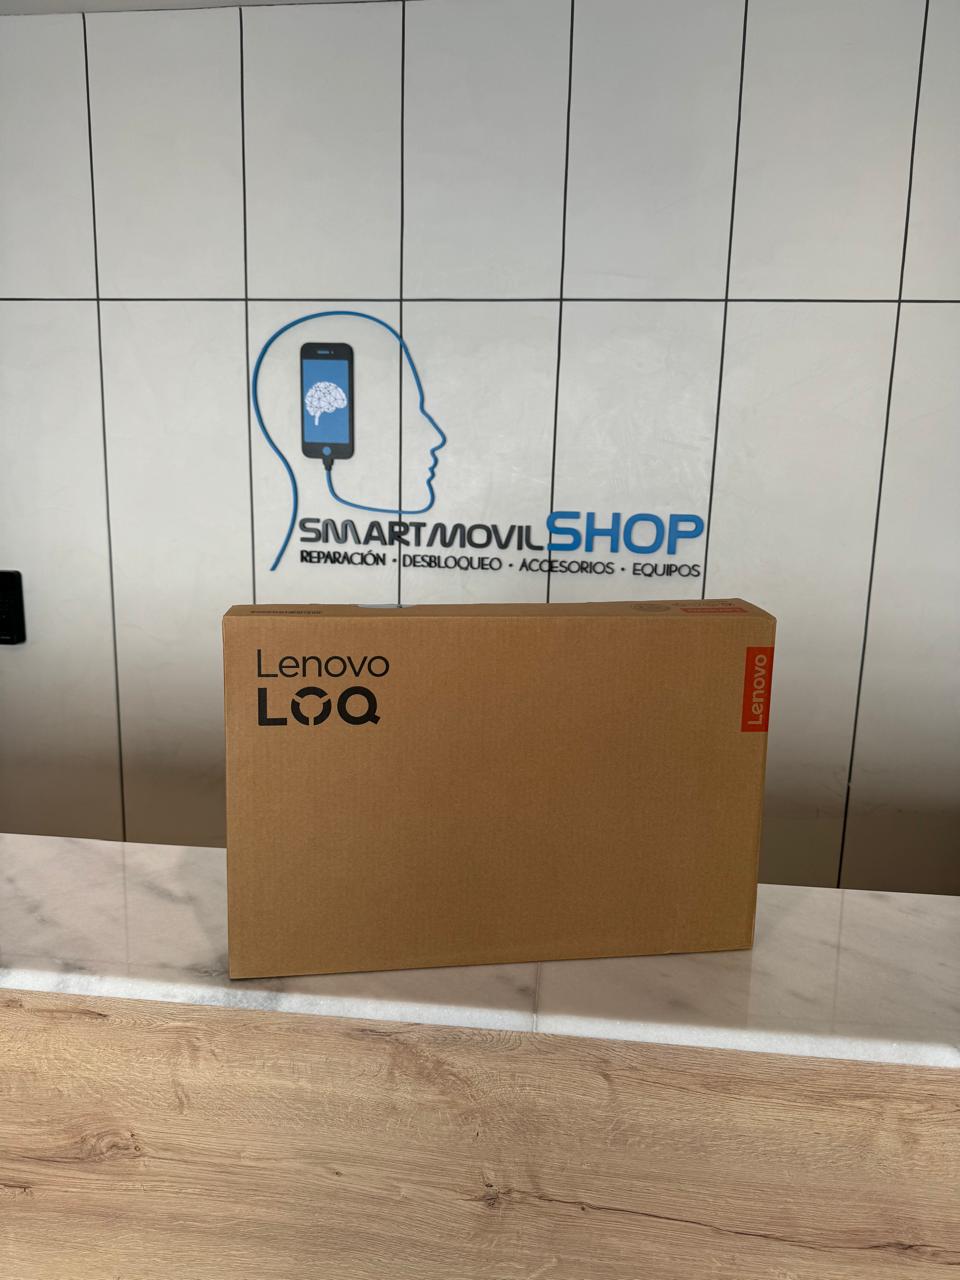 SMARTMOVILSHOP
REPARACIÓN · DESBLOQUEO · ACCESORIOS · EQUIPOS
Lenovo
LOQ
Lenovo